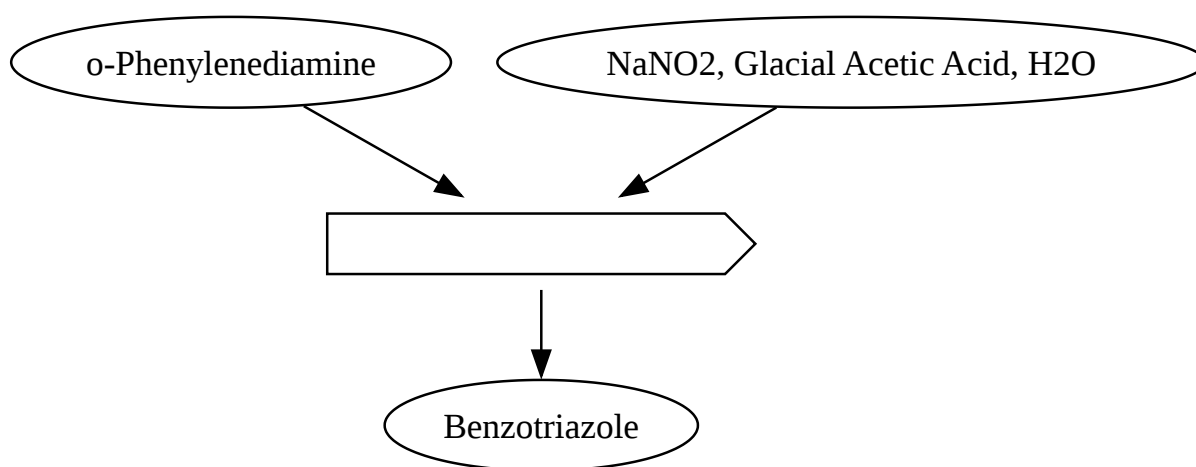 o-Phenylenediamine
NaNO2, Glacial Acetic Acid, H2O
Benzotriazole